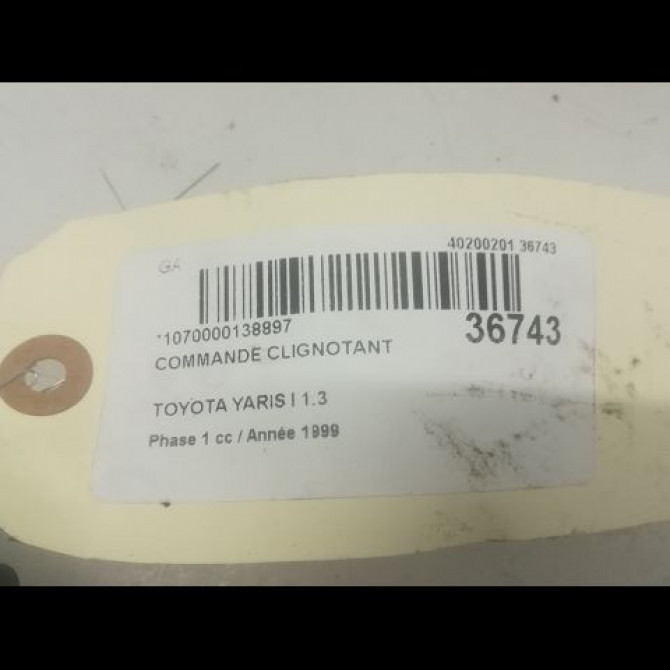 GA
40200201 36743
*1070000138897
36743
COMMANDE CLIGNOTANT
TOYOTA YARIS I 1.3
Phase 1 cc / Année 1999